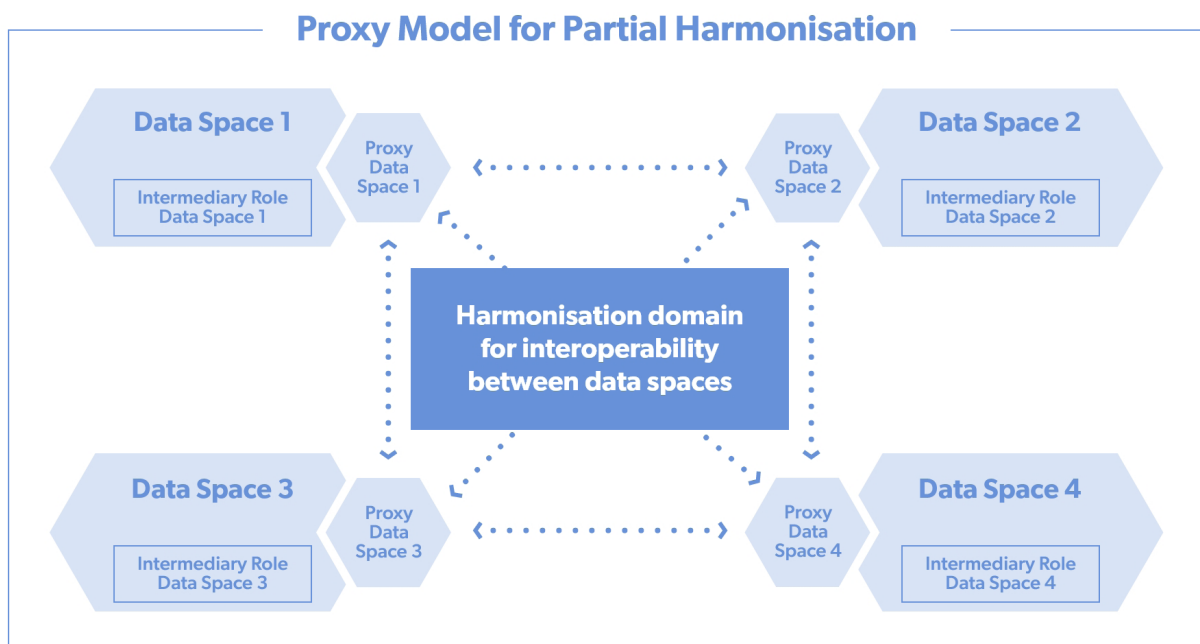 Proxy Model for Partial Harmonisation
Data Space 1
Intermediary Role
Data Space 1
Proxy
Data
Space 1
Proxy
Data
Space 2
Data Space 2
Intermediary Role
Data Space 2
Harmonisation domain
for interoperability
between data spaces
Data Space 3
Intermediary Role
Data Space 3
Proxy
Data
Space 3
Proxy
Data
Space 4
Data Space 4
Intermediary Role
Data Space 4